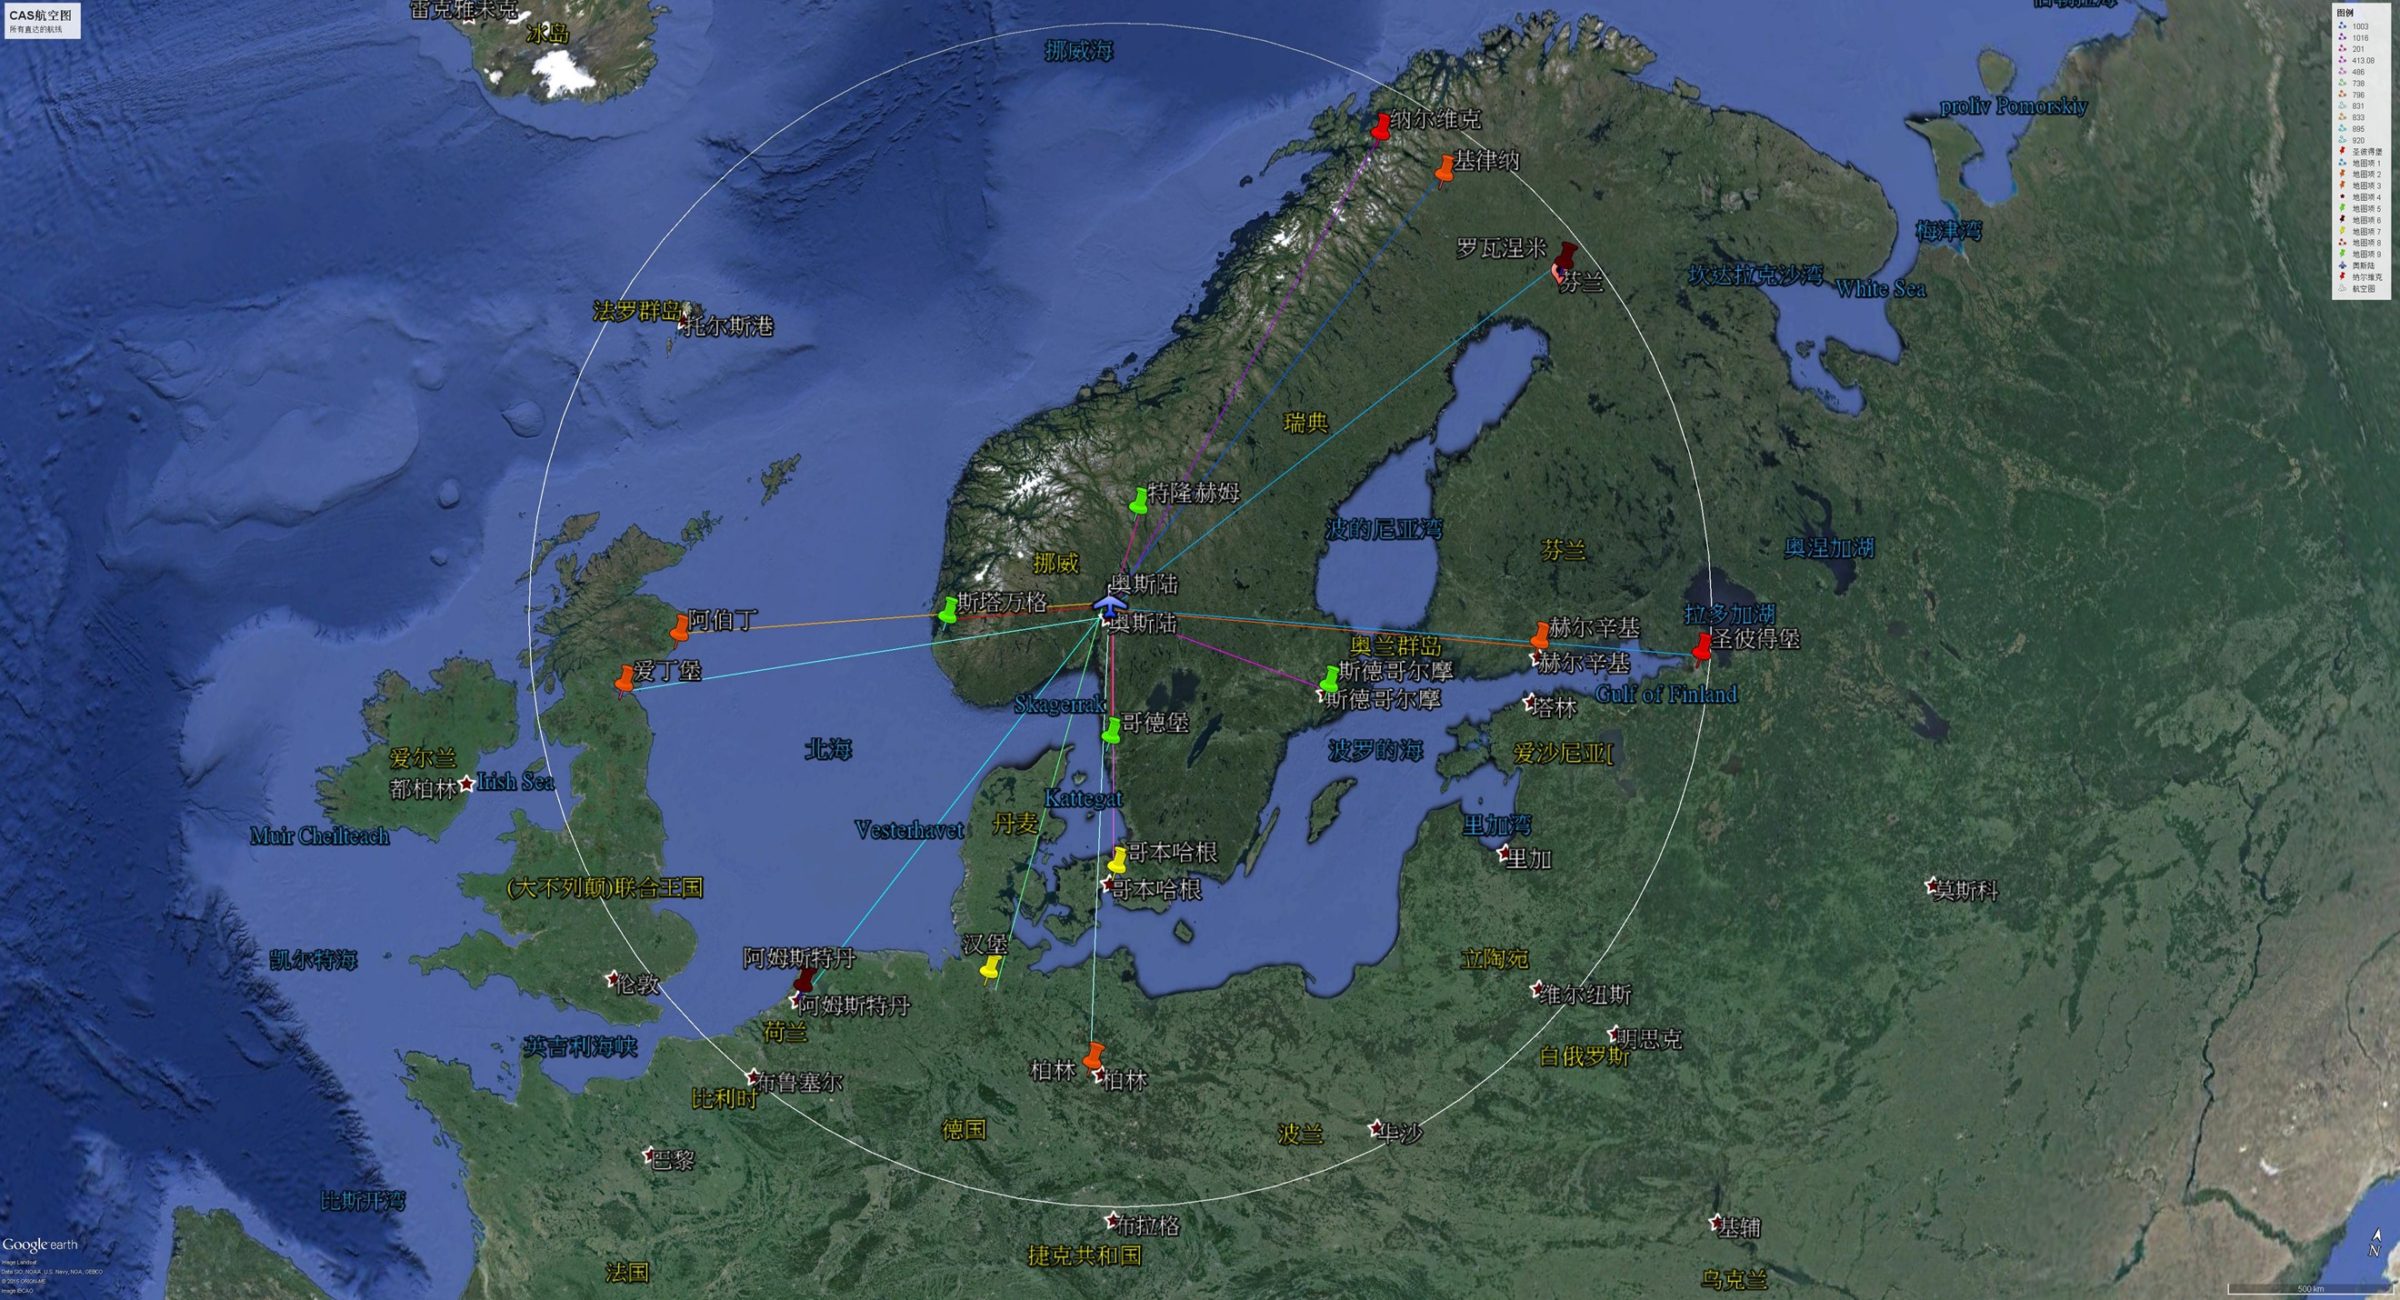 CAS航空图
所有直达的航线
雷克雅未克
冰岛
挪威海
图例
1003
1016
201
413.08
486
738
796
831
833
895
920
圣彼得堡
地图项 1
地图项 2
地图项 3
地图项 4
地图项 5
地图项 6
地图项 7
地图项 8
地图项 9
奥斯陆
纳尔维克
航空图
proliv Pomorskiy
纳尔维克
基律纳
梅津湾
罗瓦涅米
芬兰
坎达拉克沙湾
White Sea
法罗群岛
托尔斯港
瑞典
特隆赫姆
波的尼亚湾
芬兰
奥涅加湖
挪威
奥斯陆
奥斯陆
斯塔万格
阿伯丁
爱丁堡
赫尔辛基
赫尔辛基
拉多加湖
圣彼得堡
奥兰群岛
斯德哥尔摩
斯德哥尔摩
Gulf of Finland
塔林
Skagerrak
哥德堡
北海
波罗的海
爱沙尼亚[
爱尔兰
都柏林
Irish Sea
Muir Cheilteach
Vesterhavet
丹麦
Kattegat
里加湾
里加
哥本哈根
哥本哈根
(大不列颠)联合王国
莫斯科
凯尔特海
伦敦
汉堡
阿姆斯特丹
阿姆斯特丹
荷兰
立陶宛
维尔纽斯
明思克
白俄罗斯
英吉利海峡
柏林
柏林
布鲁塞尔
比利时
德国
波兰
华沙
巴黎
比斯开湾
布拉格
捷克共和国
基辅
乌克兰
法国
Google earth
Image Landsat
Data SIO, NOAA, U.S. Navy, NGA, GEBCO
© 2015 ORION-ME
Image IBCAO
N
500 km